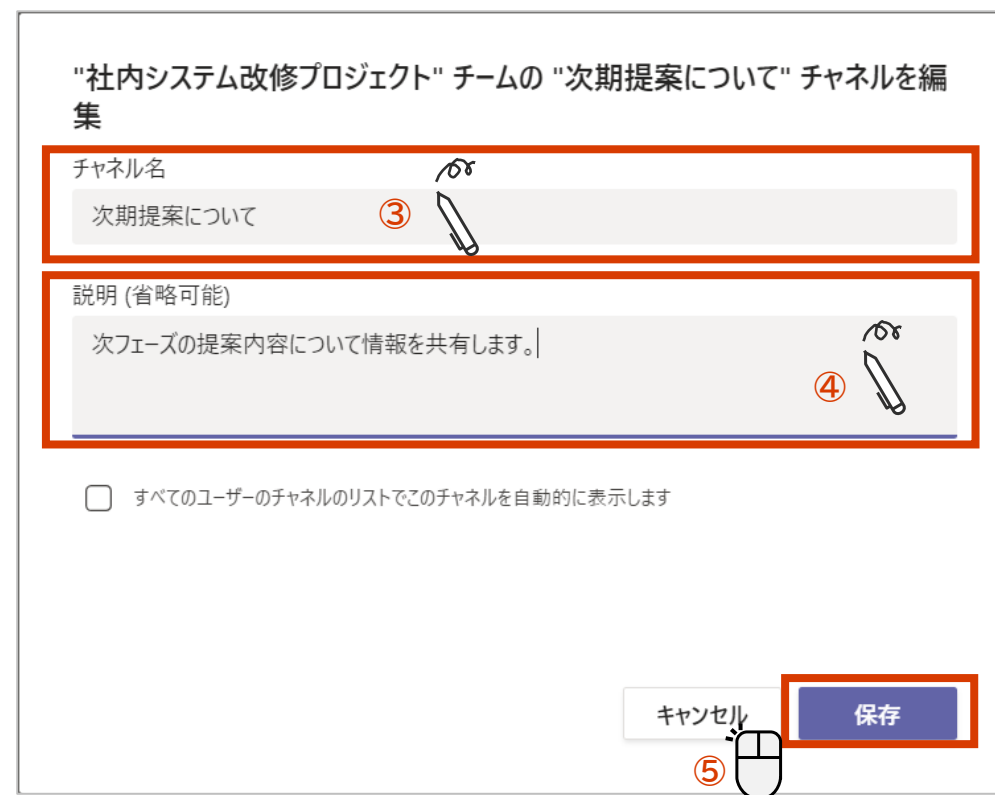 "社内システム改修プロジェクト" チームの "次期提案について" チャネルを編
集
チャネル名
次期提案について
③
説明 (省略可能)
次フェーズの提案内容について情報を共有します。
④
すべてのユーザーのチャネルのリストでこのチャネルを自動的に表示します
キャンセル
保存
⑤